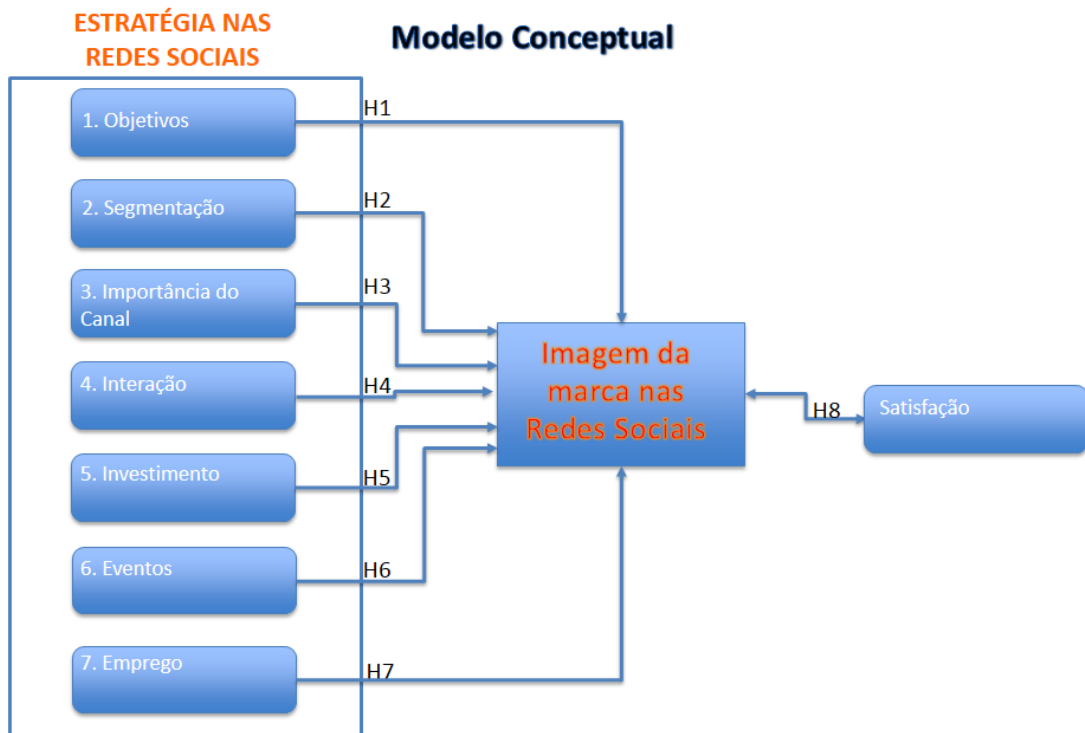 ESTRATÉGIA NAS
REDES SOCIAIS
Modelo Conceptual
1. Objetivos
H1
2. Segmentação
H2
3. Importância do
Canal
H3
4. Interação
H4
5. Investimento
H5
6. Eventos
H6
7. Emprego
H7
Imagem da
marca nas
Redes Sociais
H8
Satisfação